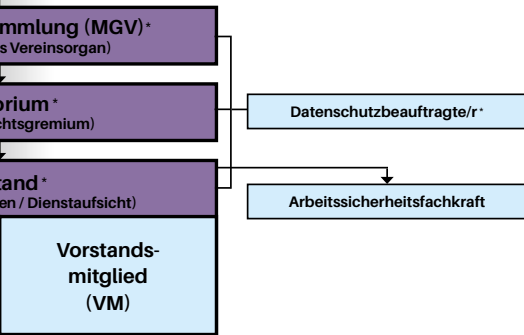 mmlung (MGV)*
s Vereinsorgan)
orium*
chtsgremium)
Datenschutzbeauftragte/r*
tand*
en / Dienstaufsicht)
Arbeitssicherheitsfachkraft
Vorstands-
mitglied
(VM)